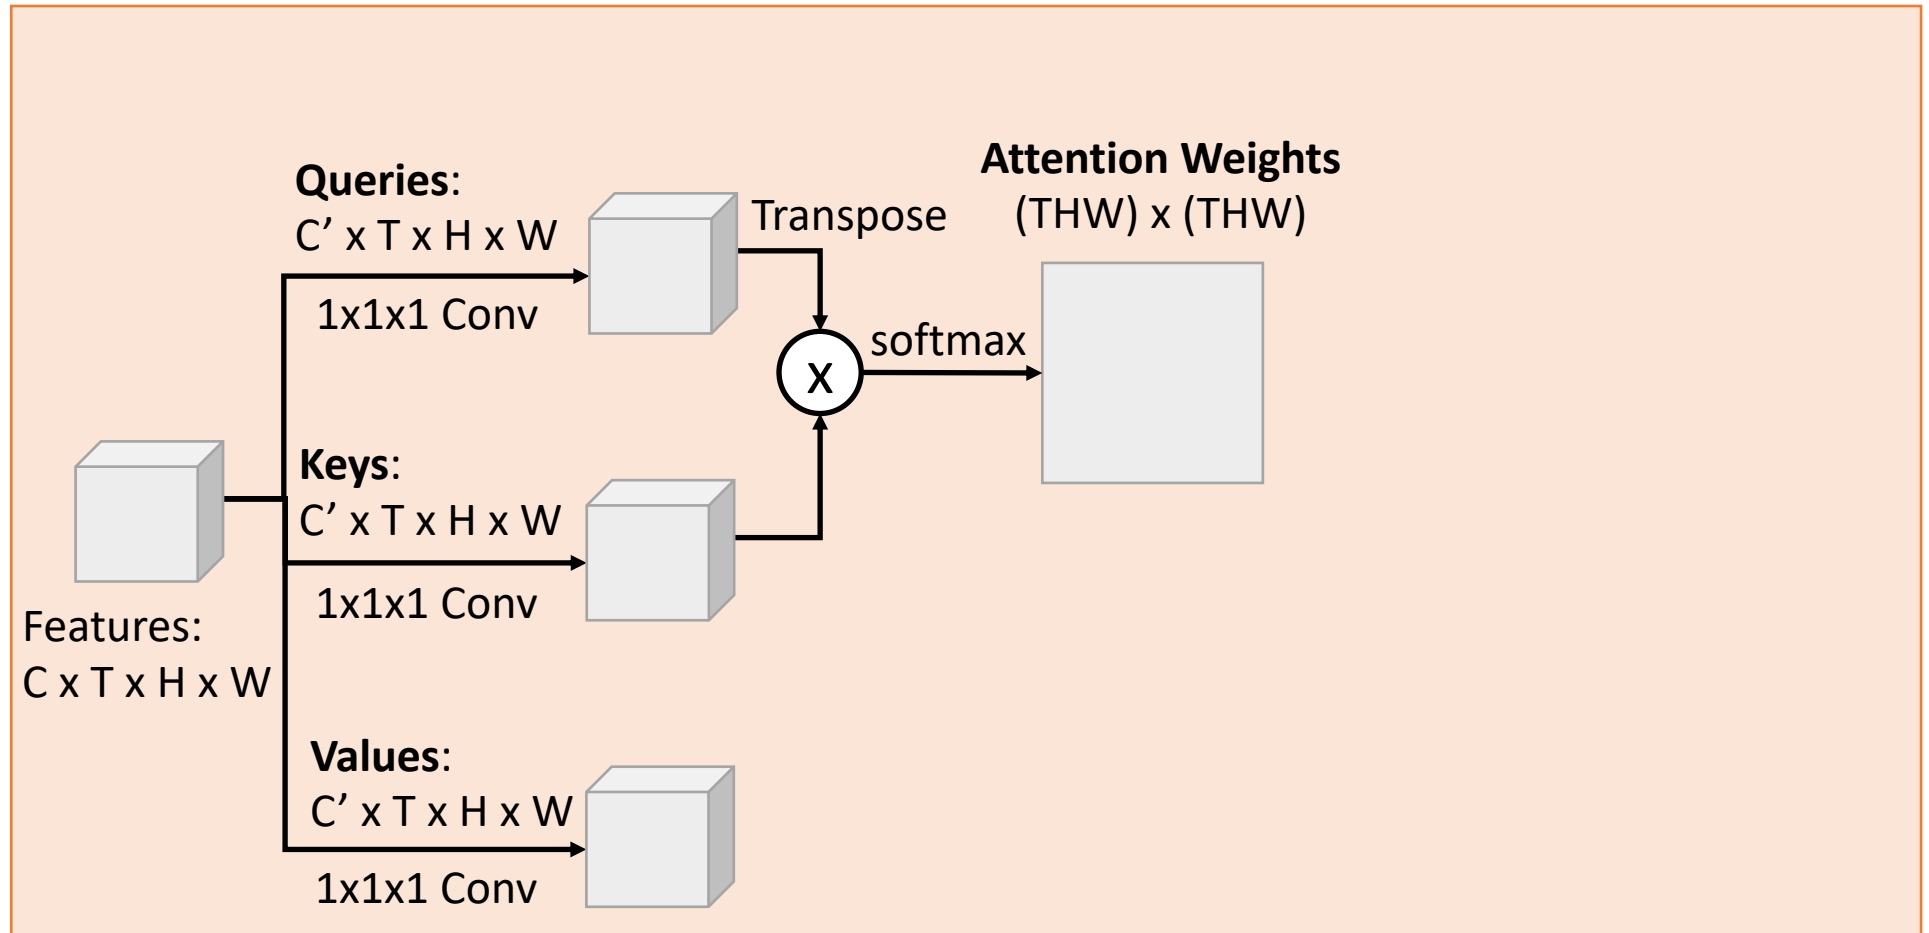 Queries:
C’ x T x H x W
1x1x1 Conv
Transpose
Attention Weights
(THW) x (THW)
softmax
x
Keys:
C’ x T x H x W
1x1x1 Conv
Features:
C x T x H x W
Values:
C’ x T x H x W
1x1x1 Conv